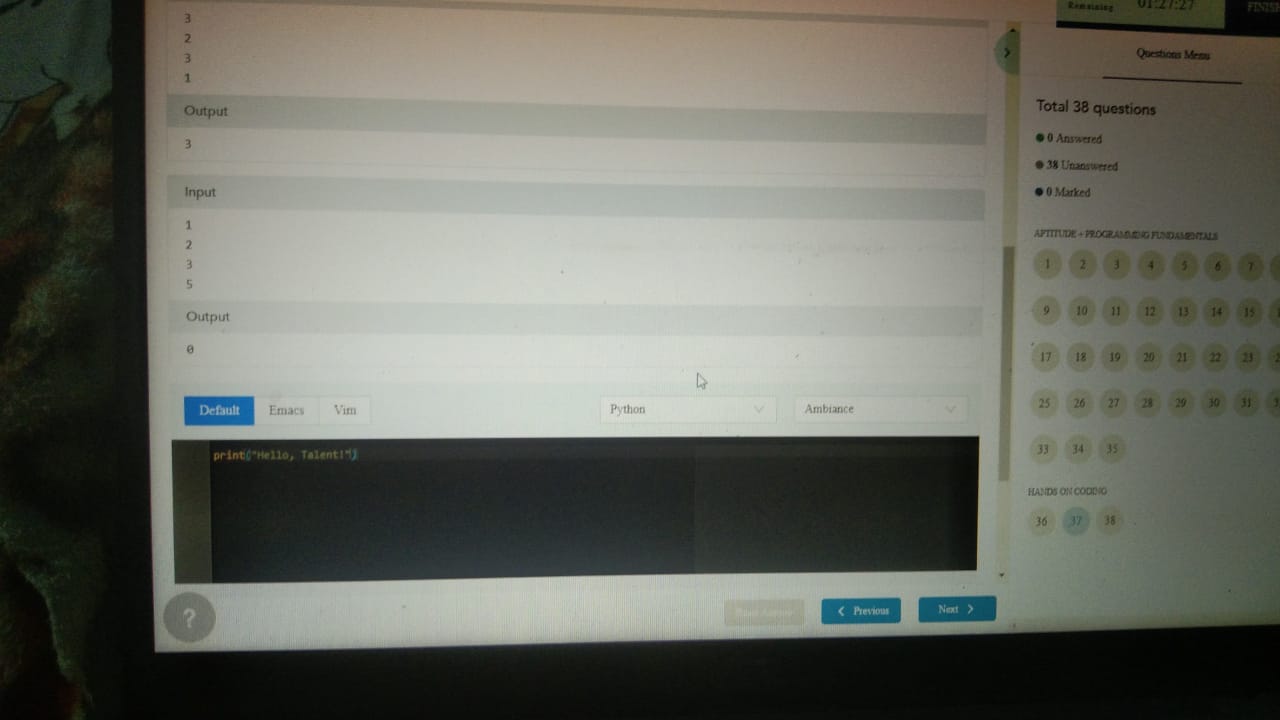 3
2
3
1
Output
3
Input
1
2
3
5
Output
0
Default Emacs Vim Python Ambiance
print("Hello, Talent!")
?
Previous Next
Remaining 01:27:27
Questions Menu
Total 38 questions
0 Answered
38 Unanswered
0 Marked
APTITUDE + PROGRAMMING FUNDAMENTALS
1 2 3 4 5 6 7
9 10 11 12 13 14 15
17 18 19 20 21 22 23
25 26 27 28 29 30 31
33 34 35
HANDS ON CODING
36 37 38